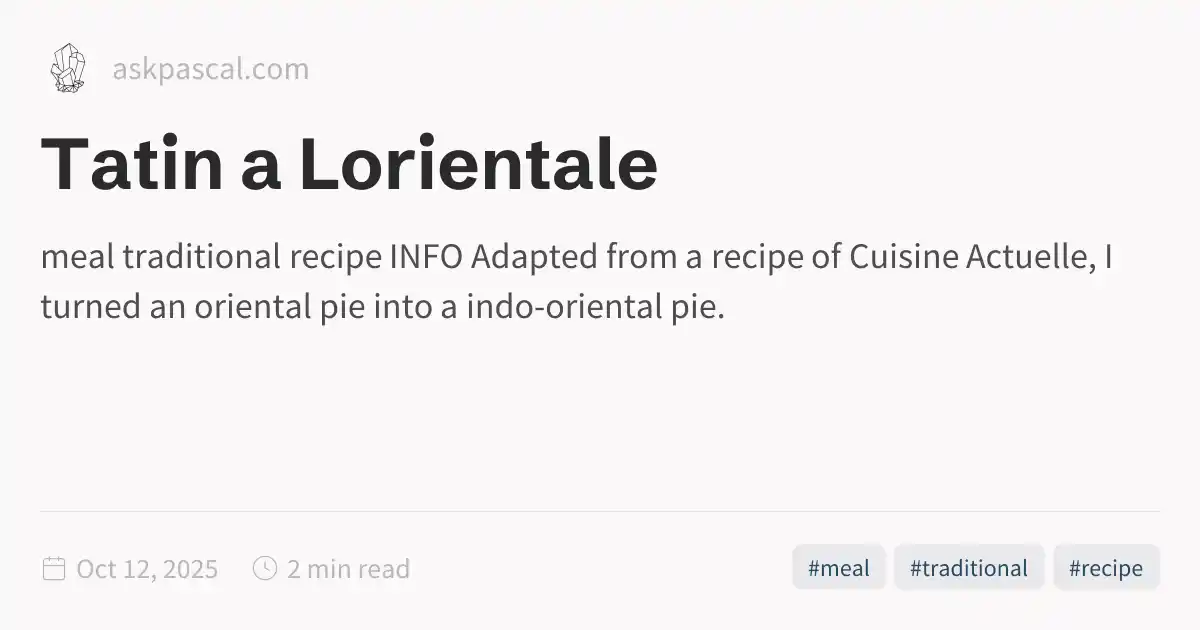 askpascal.com
Tatin a Lorientale
meal traditional recipe INFO Adapted from a recipe of Cuisine Actuelle, I
turned an oriental pie into a indo-oriental pie.
Oct 12, 2025 2 min read #meal #traditional #recipe